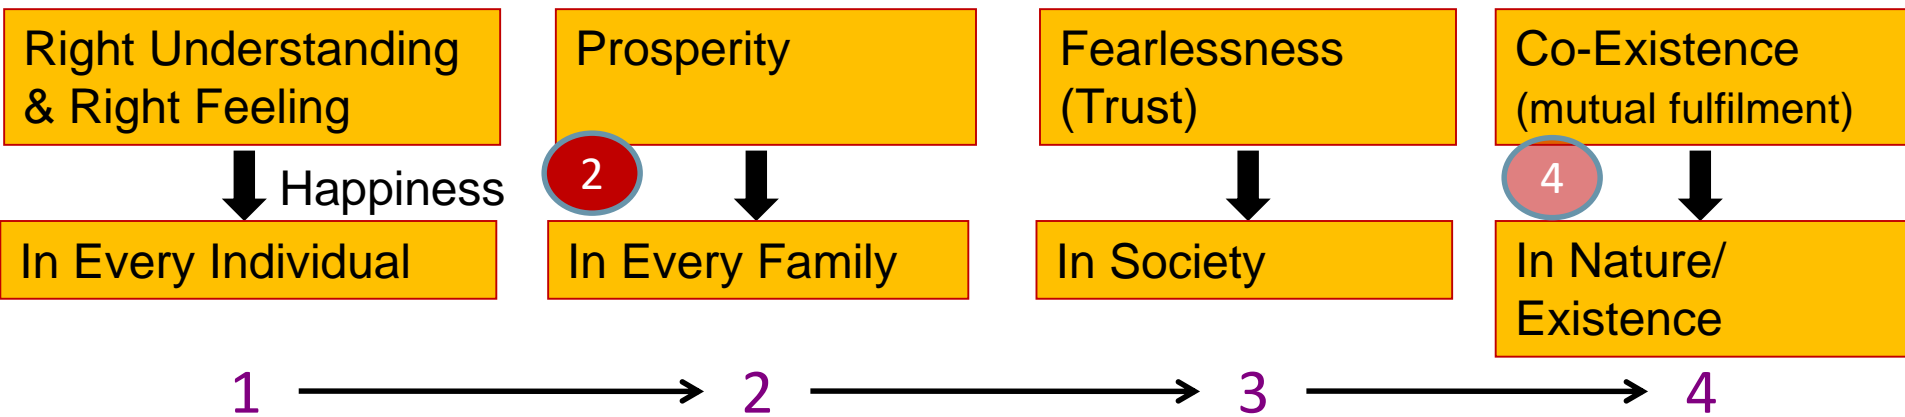 Right Understanding
& Right Feeling
Prosperity
Fearlessness
(Trust)
Co-Existence
(mutual fulfilment)
Happiness
2
4
In Every Individual
In Every Family
In Society
In Nature/
Existence
1
2
3
4